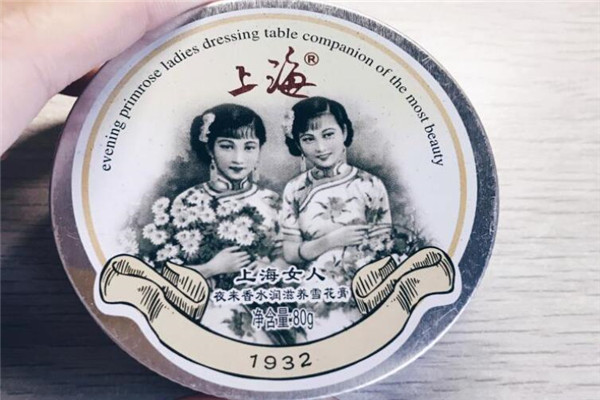 evening primrose ladies dressing table companion of the most beauty
上海®
上海女人
夜来香水润滋养雪花膏
净含量:80g
1932